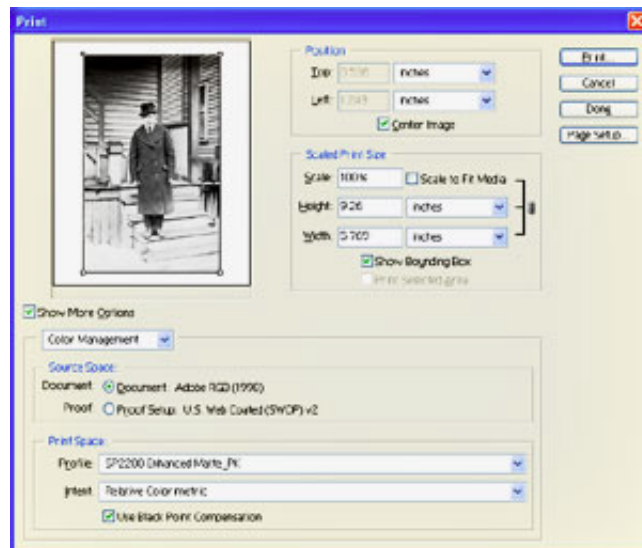 Print
Position
Top: inches
Left: inches
Center Image
Scaled Print Size
Scale: 100% Scale to Fit Media
Height: 9.26 inches
Width: inches
Show Bounding Box
Print Selected Area
Print...
Cancel
Done
Page Setup...
Show More Options
Color Management
Source Space:
Document: Document: Adobe RGB (1998)
Proof: Proof Setup: U.S. Web Coated (SWOP) v2
Print Space:
Profile: SP2200 Enhanced Matte_PK
Intent: Relative Colorimetric
Use Black Point Compensation